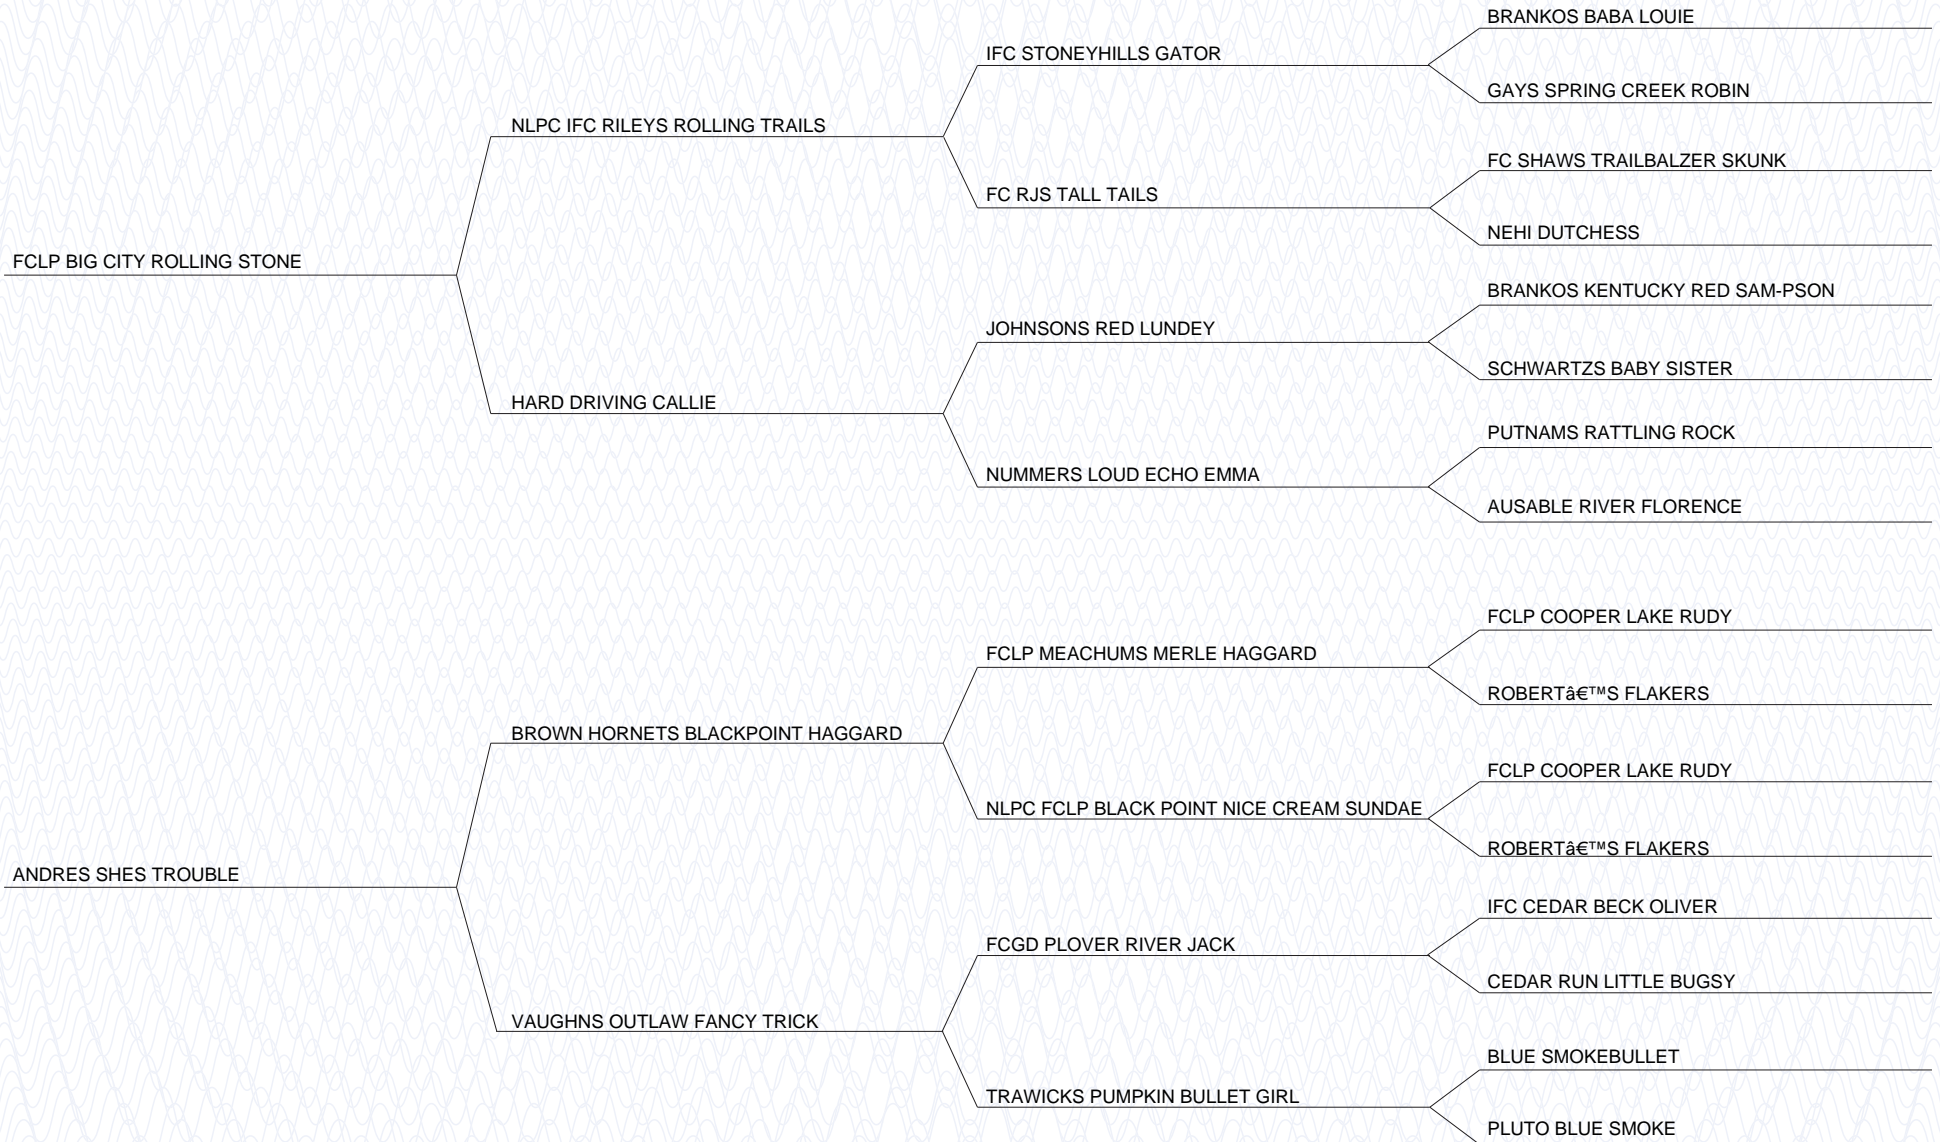 BRANKOS BABA LOUIE
IFC STONEYHILLS GATOR
GAYS SPRING CREEK ROBIN
NLPC IFC RILEYS ROLLING TRAILS
FC SHAWS TRAILBALZER SKUNK
FC RJS TALL TAILS
NEHI DUTCHESS
FCLP BIG CITY ROLLING STONE
BRANKOS KENTUCKY RED SAM-PSON
JOHNSONS RED LUNDEY
SCHWARTZS BABY SISTER
HARD DRIVING CALLIE
PUTNAMS RATTLING ROCK
NUMMERS LOUD ECHO EMMA
AUSABLE RIVER FLORENCE
FCLP COOPER LAKE RUDY
FCLP MEACHUMS MERLE HAGGARD
ROBERTâ€™S FLAKERS
BROWN HORNETS BLACKPOINT HAGGARD
FCLP COOPER LAKE RUDY
NLPC FCLP BLACK POINT NICE CREAM SUNDAE
ROBERTâ€™S FLAKERS
ANDRES SHES TROUBLE
IFC CEDAR BECK OLIVER
FCGD PLOVER RIVER JACK
CEDAR RUN LITTLE BUGSY
VAUGHNS OUTLAW FANCY TRICK
BLUE SMOKEBULLET
TRAWICKS PUMPKIN BULLET GIRL
PLUTO BLUE SMOKE